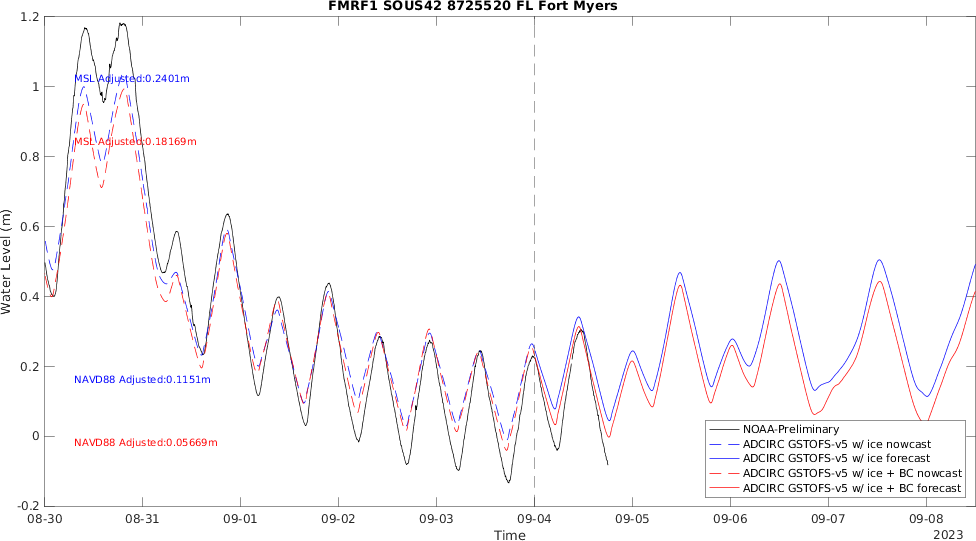 FMRF1 SOUS42 8725520 FL Fort Myers
Water Level (m)
1.2
1
0.8
0.6
0.4
0.2
0
-0.2
MSL Adjusted:0.2401m
MSL Adjusted:0.18169m
NAVD88 Adjusted:0.1151m
NAVD88 Adjusted:0.05669m
NOAA-Preliminary
ADCIRC GSTOFS-v5 w/ ice nowcast
ADCIRC GSTOFS-v5 w/ ice forecast
ADCIRC GSTOFS-v5 w/ ice + BC nowcast
ADCIRC GSTOFS-v5 w/ ice + BC forecast
08-30 08-31 09-01 09-02 09-03 09-04 09-05 09-06 09-07 09-08
Time
2023